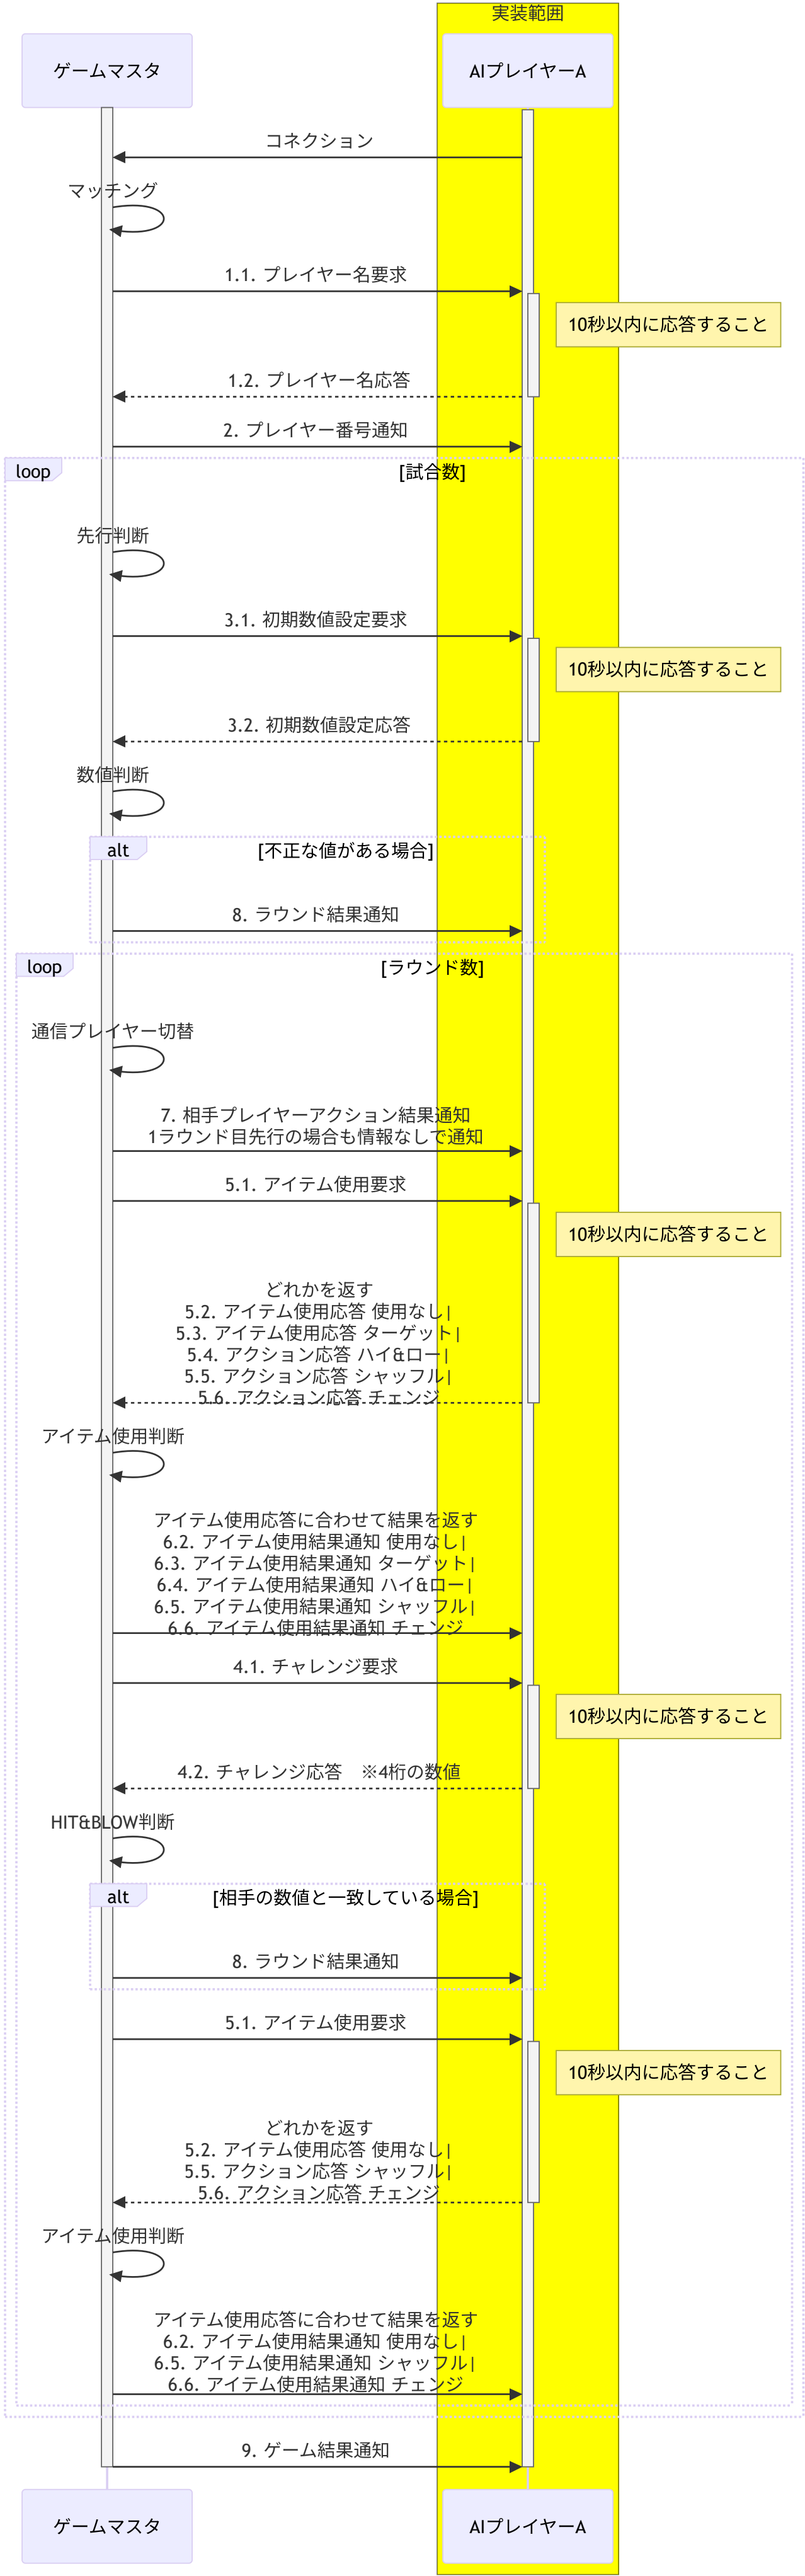 実装範囲
ゲームマスタ
AIプレイヤーA
コネクション
マッチング
1.1. プレイヤー名要求
10秒以内に応答すること
1.2. プレイヤー名応答
2. プレイヤー番号通知
loop
[試合数]
先行判断
3.1. 初期数値設定要求
10秒以内に応答すること
3.2. 初期数値設定応答
数値判断
alt
[不正な値がある場合]
8. ラウンド結果通知
loop
[ラウンド数]
通信プレイヤー切替
7. 相手プレイヤーアクション結果通知
1ラウンド目先行の場合も情報なしで通知
5.1. アイテム使用要求
10秒以内に応答すること
どれかを返す
5.2. アイテム使用応答 使用なし|
5.3. アイテム使用応答 ターゲット|
5.4. アクション応答 ハイ&ロー|
5.5. アクション応答 シャッフル|
5.6. アクション応答 チェンジ
アイテム使用判断
アイテム使用応答に合わせて結果を返す
6.2. アイテム使用結果通知 使用なし|
6.3. アイテム使用結果通知 ターゲット|
6.4. アイテム使用結果通知 ハイ&ロー|
6.5. アイテム使用結果通知 シャッフル|
6.6. アイテム使用結果通知 チェンジ
4.1. チャレンジ要求
10秒以内に応答すること
4.2. チャレンジ応答　※4桁の数値
HIT&BLOW判断
alt
[相手の数値と一致している場合]
8. ラウンド結果通知
5.1. アイテム使用要求
10秒以内に応答すること
どれかを返す
5.2. アイテム使用応答 使用なし|
5.5. アクション応答 シャッフル|
5.6. アクション応答 チェンジ
アイテム使用判断
アイテム使用応答に合わせて結果を返す
6.2. アイテム使用結果通知 使用なし|
6.5. アイテム使用結果通知 シャッフル|
6.6. アイテム使用結果通知 チェンジ
9. ゲーム結果通知
ゲームマスタ
AIプレイヤーA